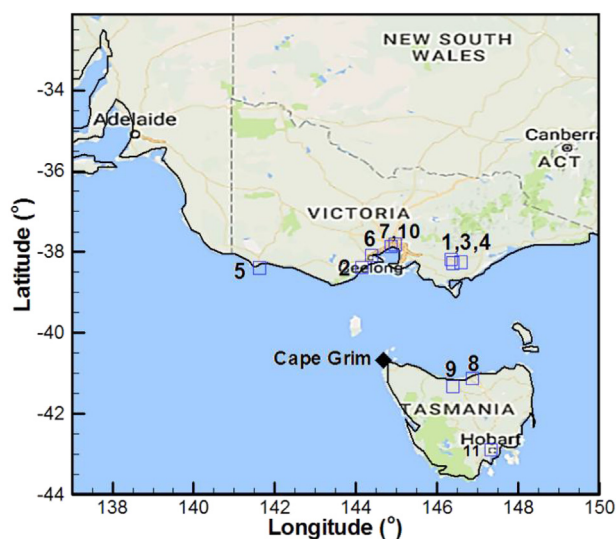 NEW SOUTH
WALES
-34
Adelaide
Canberra
ACT
-36
VICTORIA
7,10
6
1,3,4
-38
5
2
Geelong
Latitude (°)
-40
Cape Grim
9
8
TASMANIA
-42
Hobart
11
-44
138
140
142
144
146
148
150
Longitude (°)